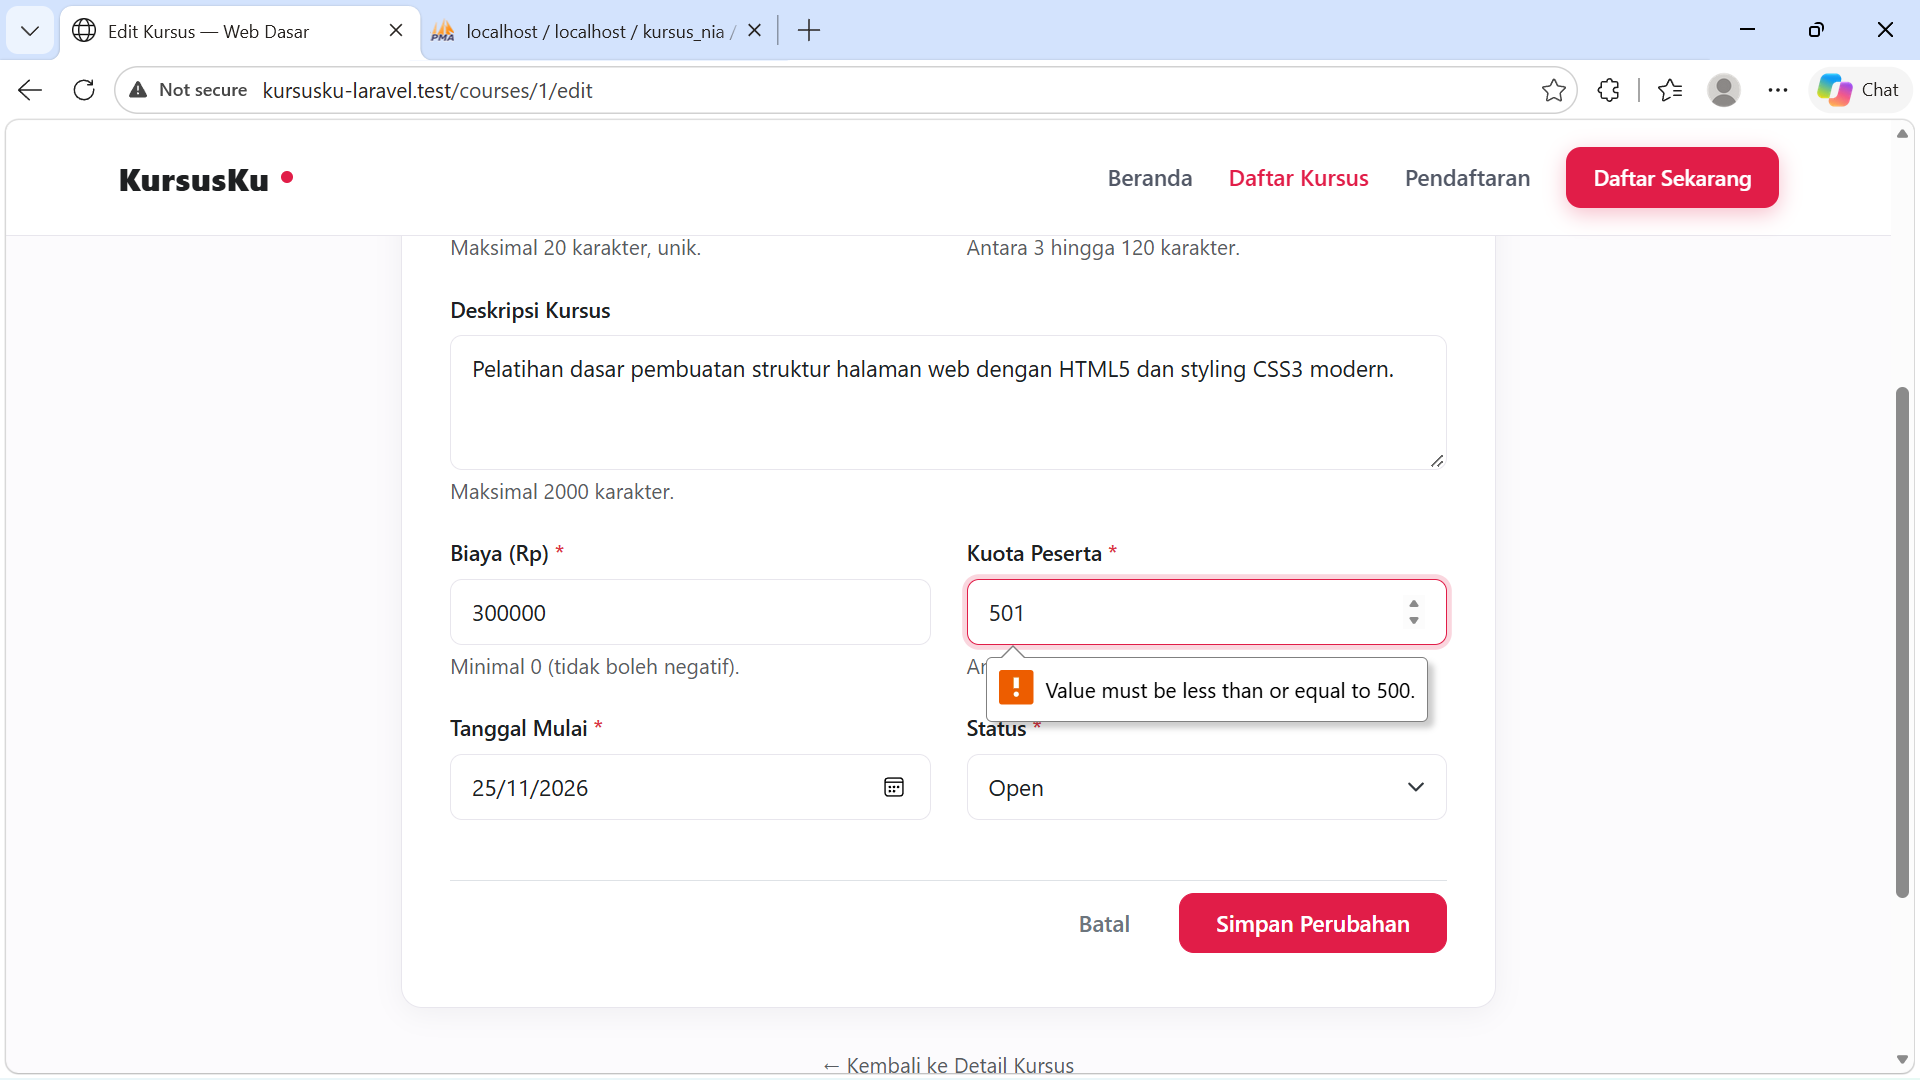 Edit Kursus — Web Dasar
localhost / localhost / kursus_nia /
Not secure kursusku-laravel.test/courses/1/edit
Chat
KursusKu
Beranda
Daftar Kursus
Pendaftaran
Daftar Sekarang
Maksimal 20 karakter, unik.
Antara 3 hingga 120 karakter.
Deskripsi Kursus
Pelatihan dasar pembuatan struktur halaman web dengan HTML5 dan styling CSS3 modern.
Maksimal 2000 karakter.
Biaya (Rp) *
Kuota Peserta *
300000
501
Minimal 0 (tidak boleh negatif).
Value must be less than or equal to 500.
Tanggal Mulai *
Status *
25/11/2026
Open
Batal
Simpan Perubahan
← Kembali ke Detail Kursus